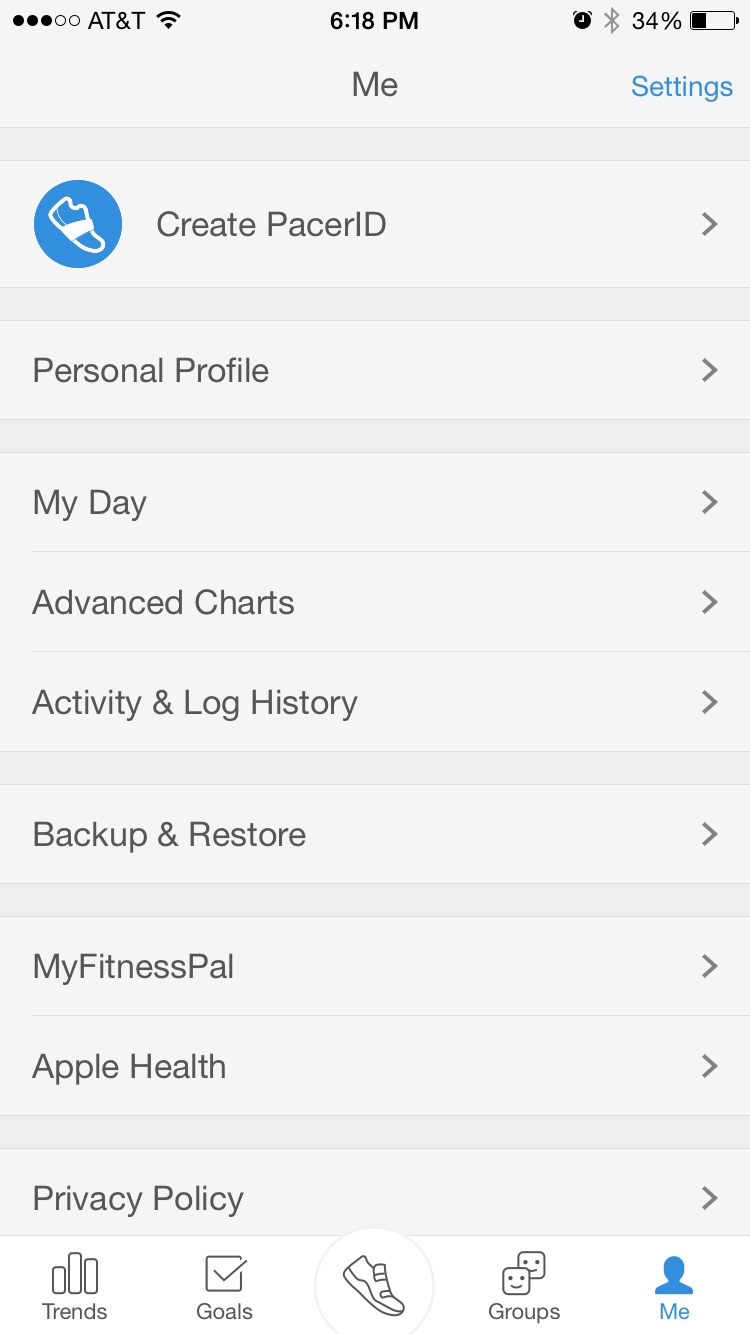 AT&T 6:18 PM 34%
Me Settings
Create PacerID
Personal Profile
My Day
Advanced Charts
Activity & Log History
Backup & Restore
MyFitnessPal
Apple Health
Privacy Policy
Trends Goals Groups Me